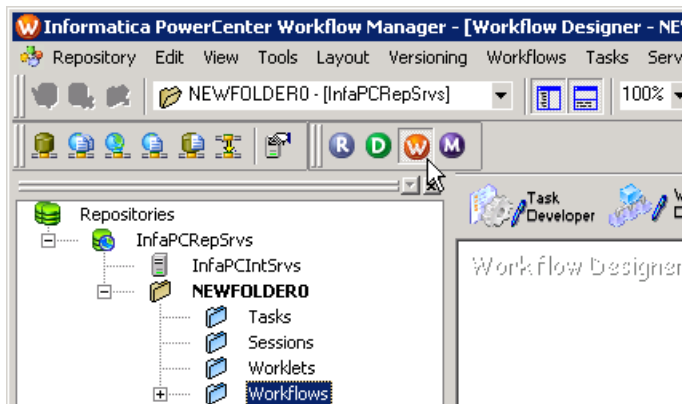 Informatica PowerCenter Workflow Manager - [Workflow Designer - NE
Repository Edit View Tools Layout Versioning Workflows Tasks Serv
NEWFOLDER0 - [InfaPCRepSrvs] 100%
R D W M
Repositories
Task
Developer
InfaPCRepSrvs
InfaPCIntSrvs
Workflow Designer
NEWFOLDER0
Tasks
Sessions
Worklets
Workflows